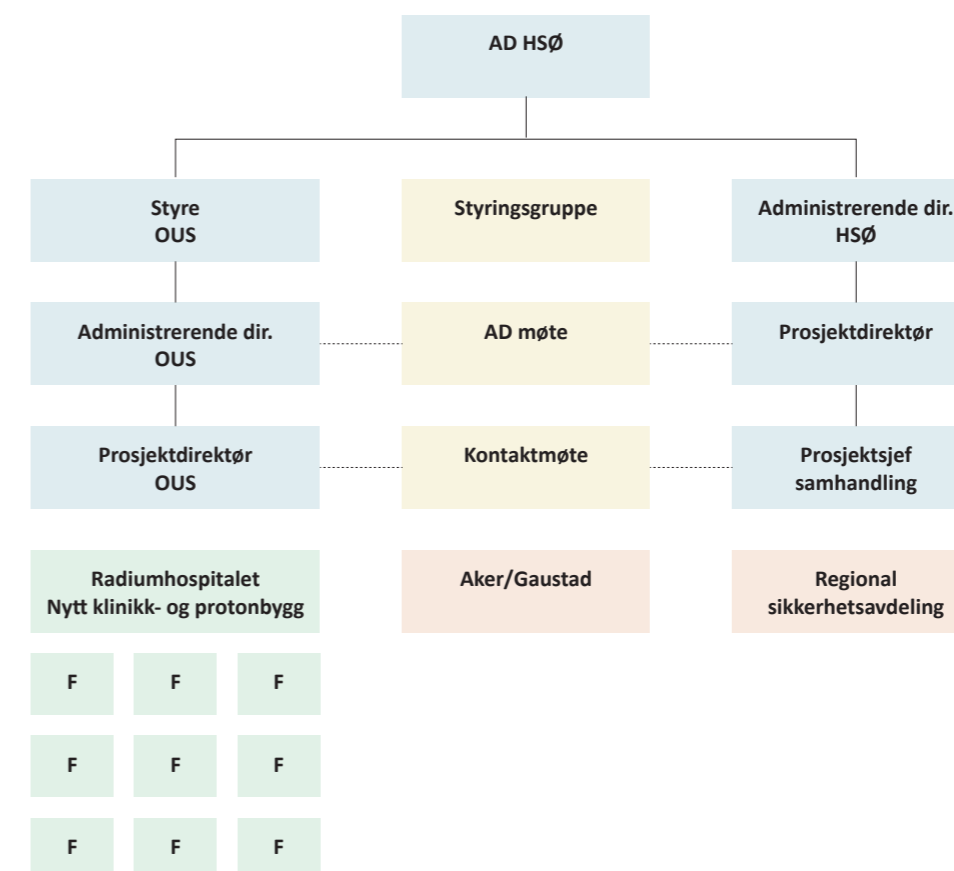 AD HSØ
Styre
OUS
Styringsgruppe
Administrerende dir.
HSØ
Administrerende dir.
OUS
AD møte
Prosjektdirektør
Prosjektdirektør
OUS
Kontaktmøte
Prosjektsjef
samhandling
Radiumhospitalet
Nytt klinikk- og protonbygg
Aker/Gaustad
Regional
sikkerhetsavdeling
F F F
F F F
F F F